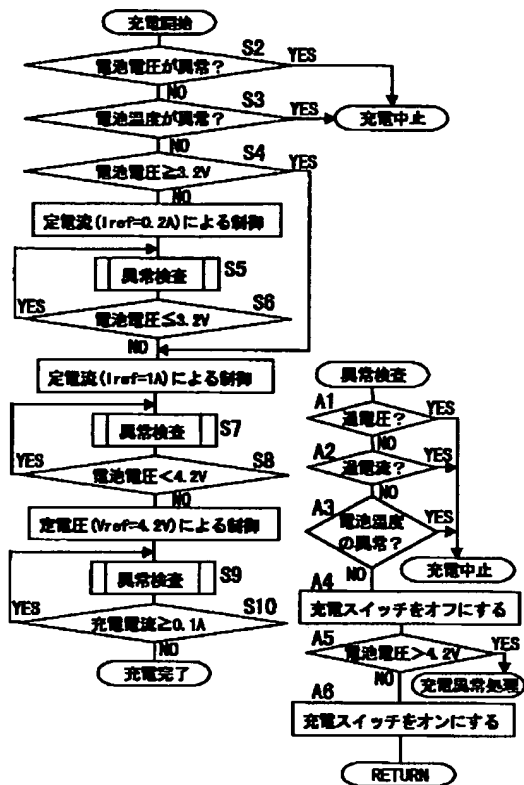 充電開始
S2
電池電圧が異常?
YES
NO
S3
電池温度が異常?
YES
充電中止
NO
S4
電池電圧≧3.2V
YES
NO
定電流(Iref=0.2A)による制御
異常検査
S5
S6
YES
電池電圧≦3.2V
NO
定電流(Iref=1A)による制御
異常検査
S7
YES
S8
電池電圧<4.2V
NO
定電圧(Vref=4.2V)による制御
異常検査
S9
YES
S10
充電電流≧0.1A
NO
充電完了
異常検査
A1
過電圧?
YES
NO
A2
過電流?
YES
NO
A3
電池温度
の異常?
YES
NO
充電中止
A4
充電スイッチをオフにする
A5
電池電圧>4.2V
YES
NO
充電異常処理
A6
充電スイッチをオンにする
RETURN